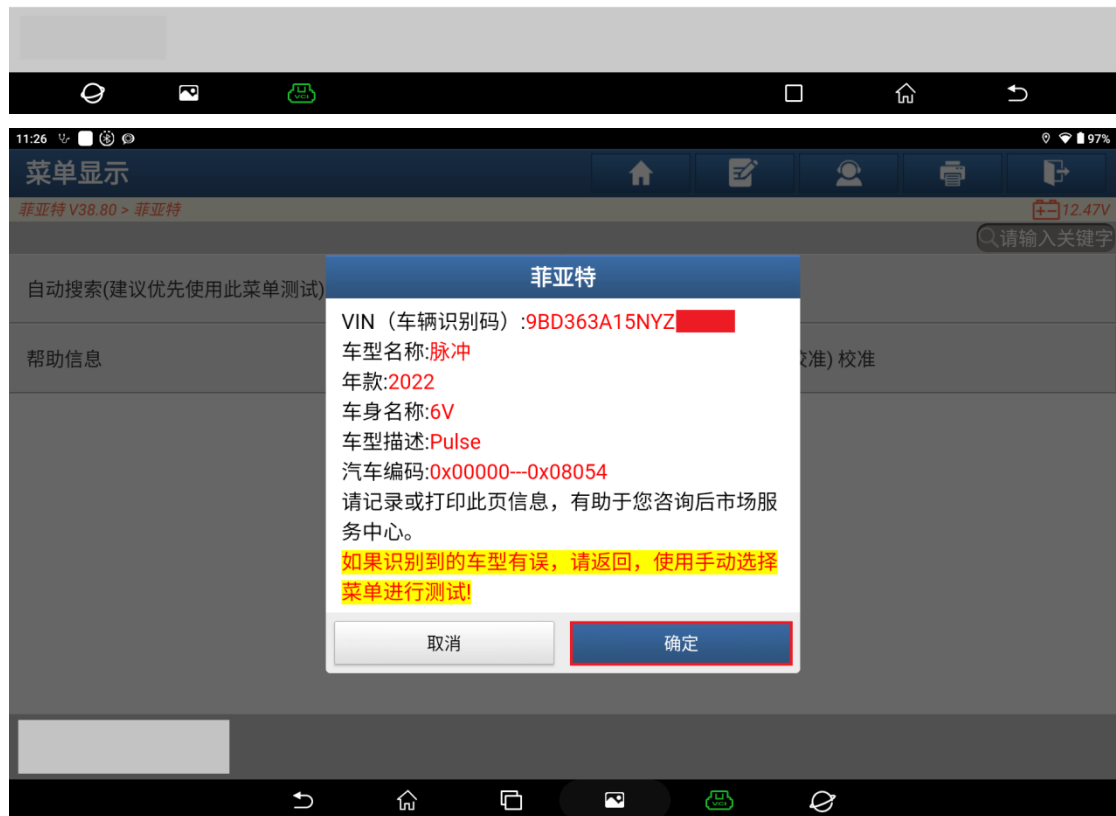 VCI
11:26
97%
菜单显示
菲亚特 V38.80 > 菲亚特
12.47V
请输入关键字
自动搜索(建议优先使用此菜单测试)
帮助信息
校准) 校准
菲亚特
VIN（车辆识别码）:9BD363A15NYZ
车型名称:脉冲
年款:2022
车身名称:6V
车型描述:Pulse
汽车编码:0x00000---0x08054
请记录或打印此页信息，有助于您咨询后市场服
务中心。
如果识别到的车型有误，请返回，使用手动选择
菜单进行测试!
取消
确定
VCI